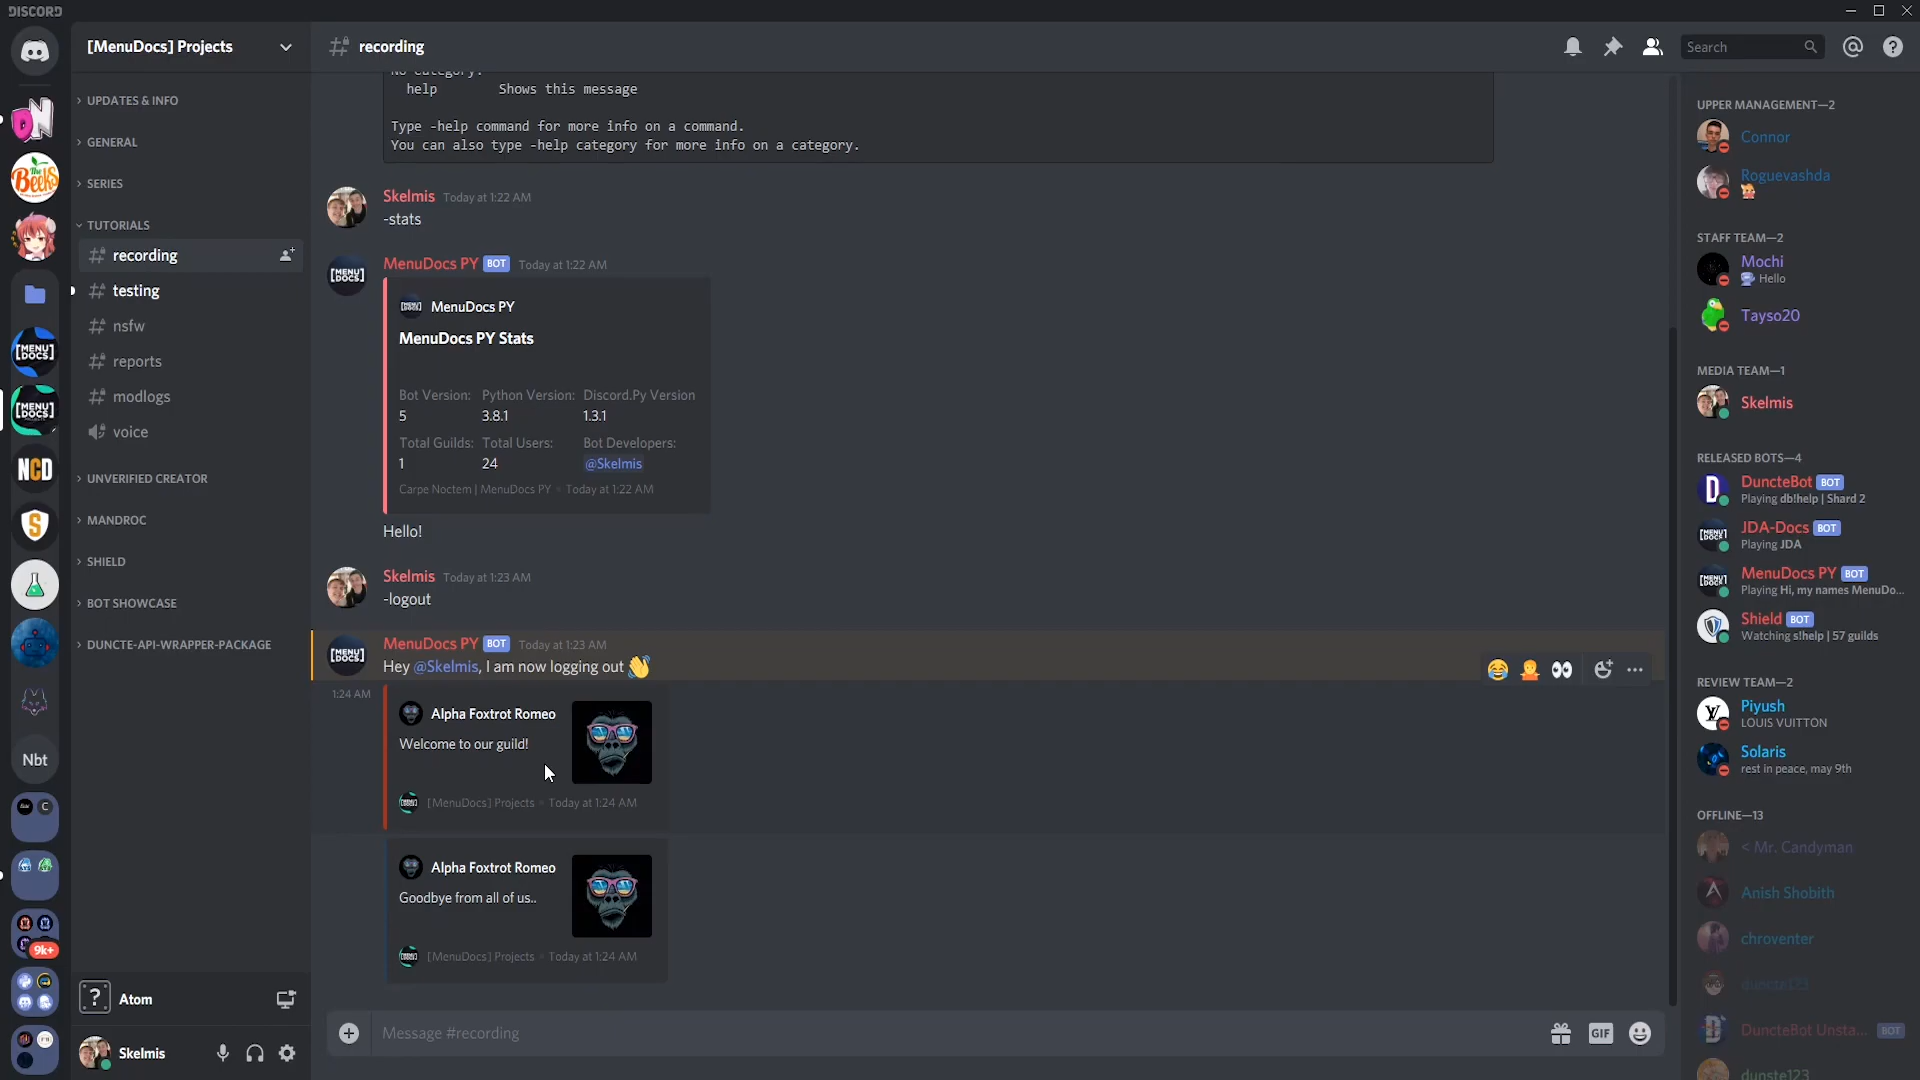 DISCORD
[MenuDocs] Projects
UPDATES & INFO
GENERAL
SERIES
TUTORIALS
recording
testing
nsfw
reports
modlogs
voice
UNVERIFIED CREATOR
MANDROC
SHIELD
BOT SHOWCASE
DUNCTE-API-WRAPPER-PACKAGE
[MENU]
DOCS]
[MENU]
DOCS]
NCD
Nbt
9k+
? Atom
Skelmis
recording
Search
No category:
help Shows this message
Type -help command for more info on a command.
You can also type -help category for more info on a category.
Skelmis Today at 1:22 AM
-stats
MenuDocs PY BOT Today at 1:22 AM
MenuDocs PY
MenuDocs PY Stats
Bot Version: Python Version: Discord.Py Version
5 3.8.1 1.3.1
Total Guilds: Total Users: Bot Developers:
1 24 @Skelmis
Carpe Noctem | MenuDocs PY • Today at 1:22 AM
Hello!
Skelmis Today at 1:23 AM
-logout
MenuDocs PY BOT Today at 1:23 AM
Hey @Skelmis, I am now logging out 👋
1:24 AM
Alpha Foxtrot Romeo
Welcome to our guild!
[MenuDocs] Projects • Today at 1:24 AM
Alpha Foxtrot Romeo
Goodbye from all of us..
[MenuDocs] Projects • Today at 1:24 AM
Message #recording
GIF
UPPER MANAGEMENT—2
Connor
Roguevashda
STAFF TEAM—2
Mochi
Hello
Tayso20
MEDIA TEAM—1
Skelmis
RELEASED BOTS—4
DuncteBot BOT
Playing db!help | Shard 2
JDA-Docs BOT
Playing JDA
MenuDocs PY BOT
Playing Hi, my names MenuDo...
Shield BOT
Watching s!help | 57 guilds
REVIEW TEAM—2
Piyush
LOUIS VUITTON
Solaris
rest in peace, may 9th
OFFLINE—13
< Mr. Candyman
Anish Shobith
chroventer
duncte123
DuncteBot Unsta... BOT
dunste123